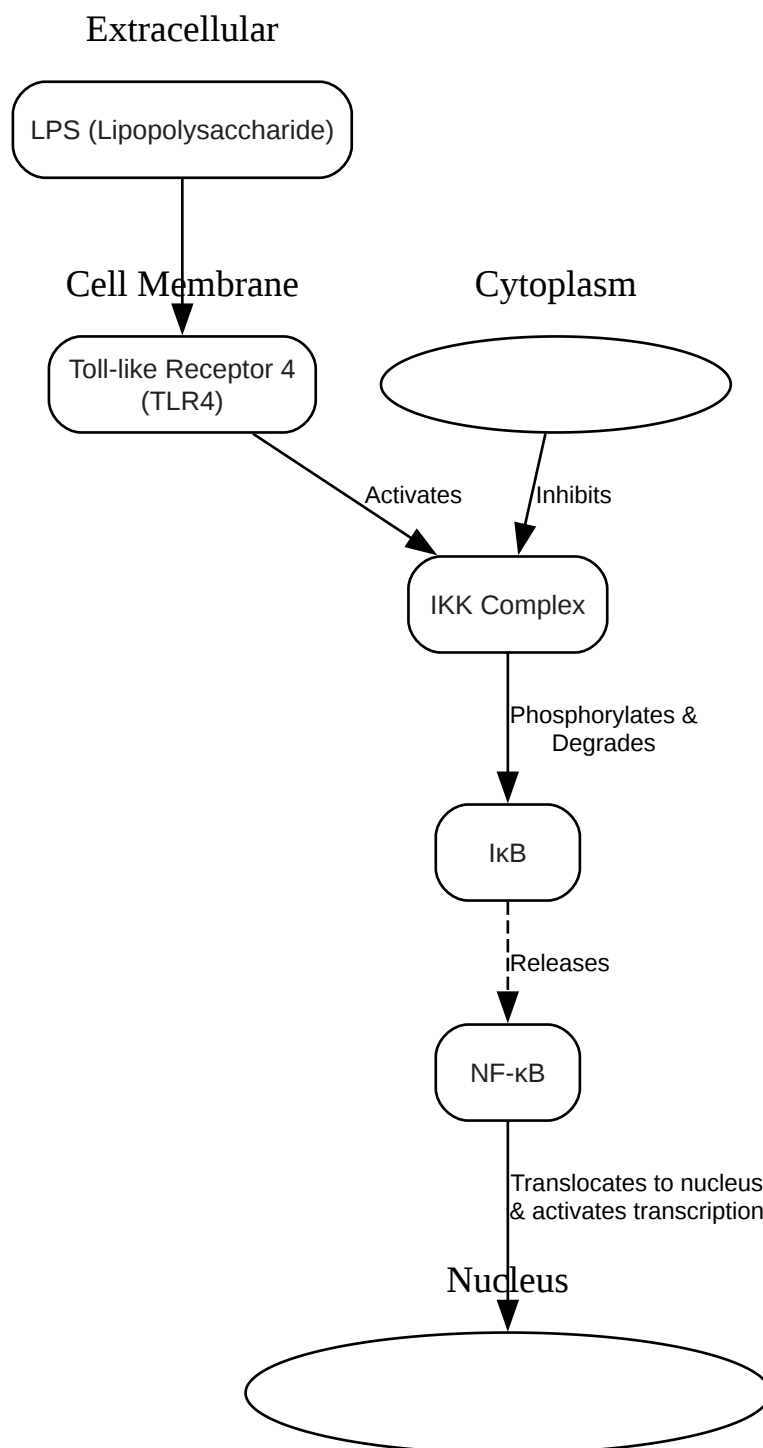 Extracellular
LPS (Lipopolysaccharide)
Cell Membrane
Cytoplasm
Toll-like Receptor 4
(TLR4)
Activates
Inhibits
IKK Complex
Phosphorylates &
Degrades
IκB
Releases
NF-κB
Translocates to nucleus
& activates transcription
Nucleus